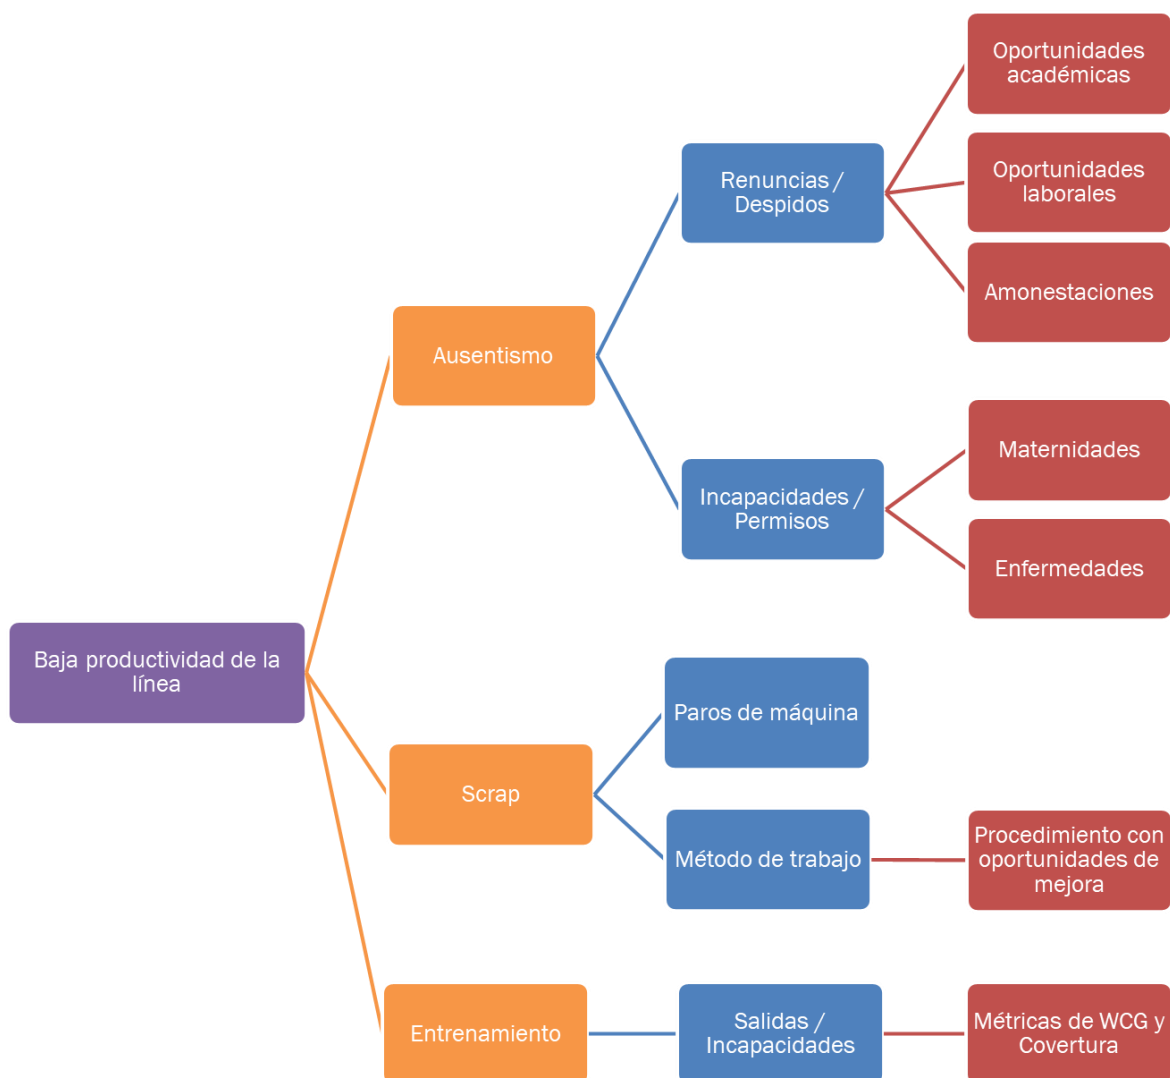 Oportunidades
académicas
Renuncias /
Despidos
Oportunidades
laborales
Amonestaciones
Ausentismo
Maternidades
Incapacidades /
Permisos
Enfermedades
Baja productividad de la
línea
Paros de máquina
Scrap
Método de trabajo
Procedimiento con
oportunidades de
mejora
Entrenamiento
Salidas /
Incapacidades
Métricas de WCG y
Covertura